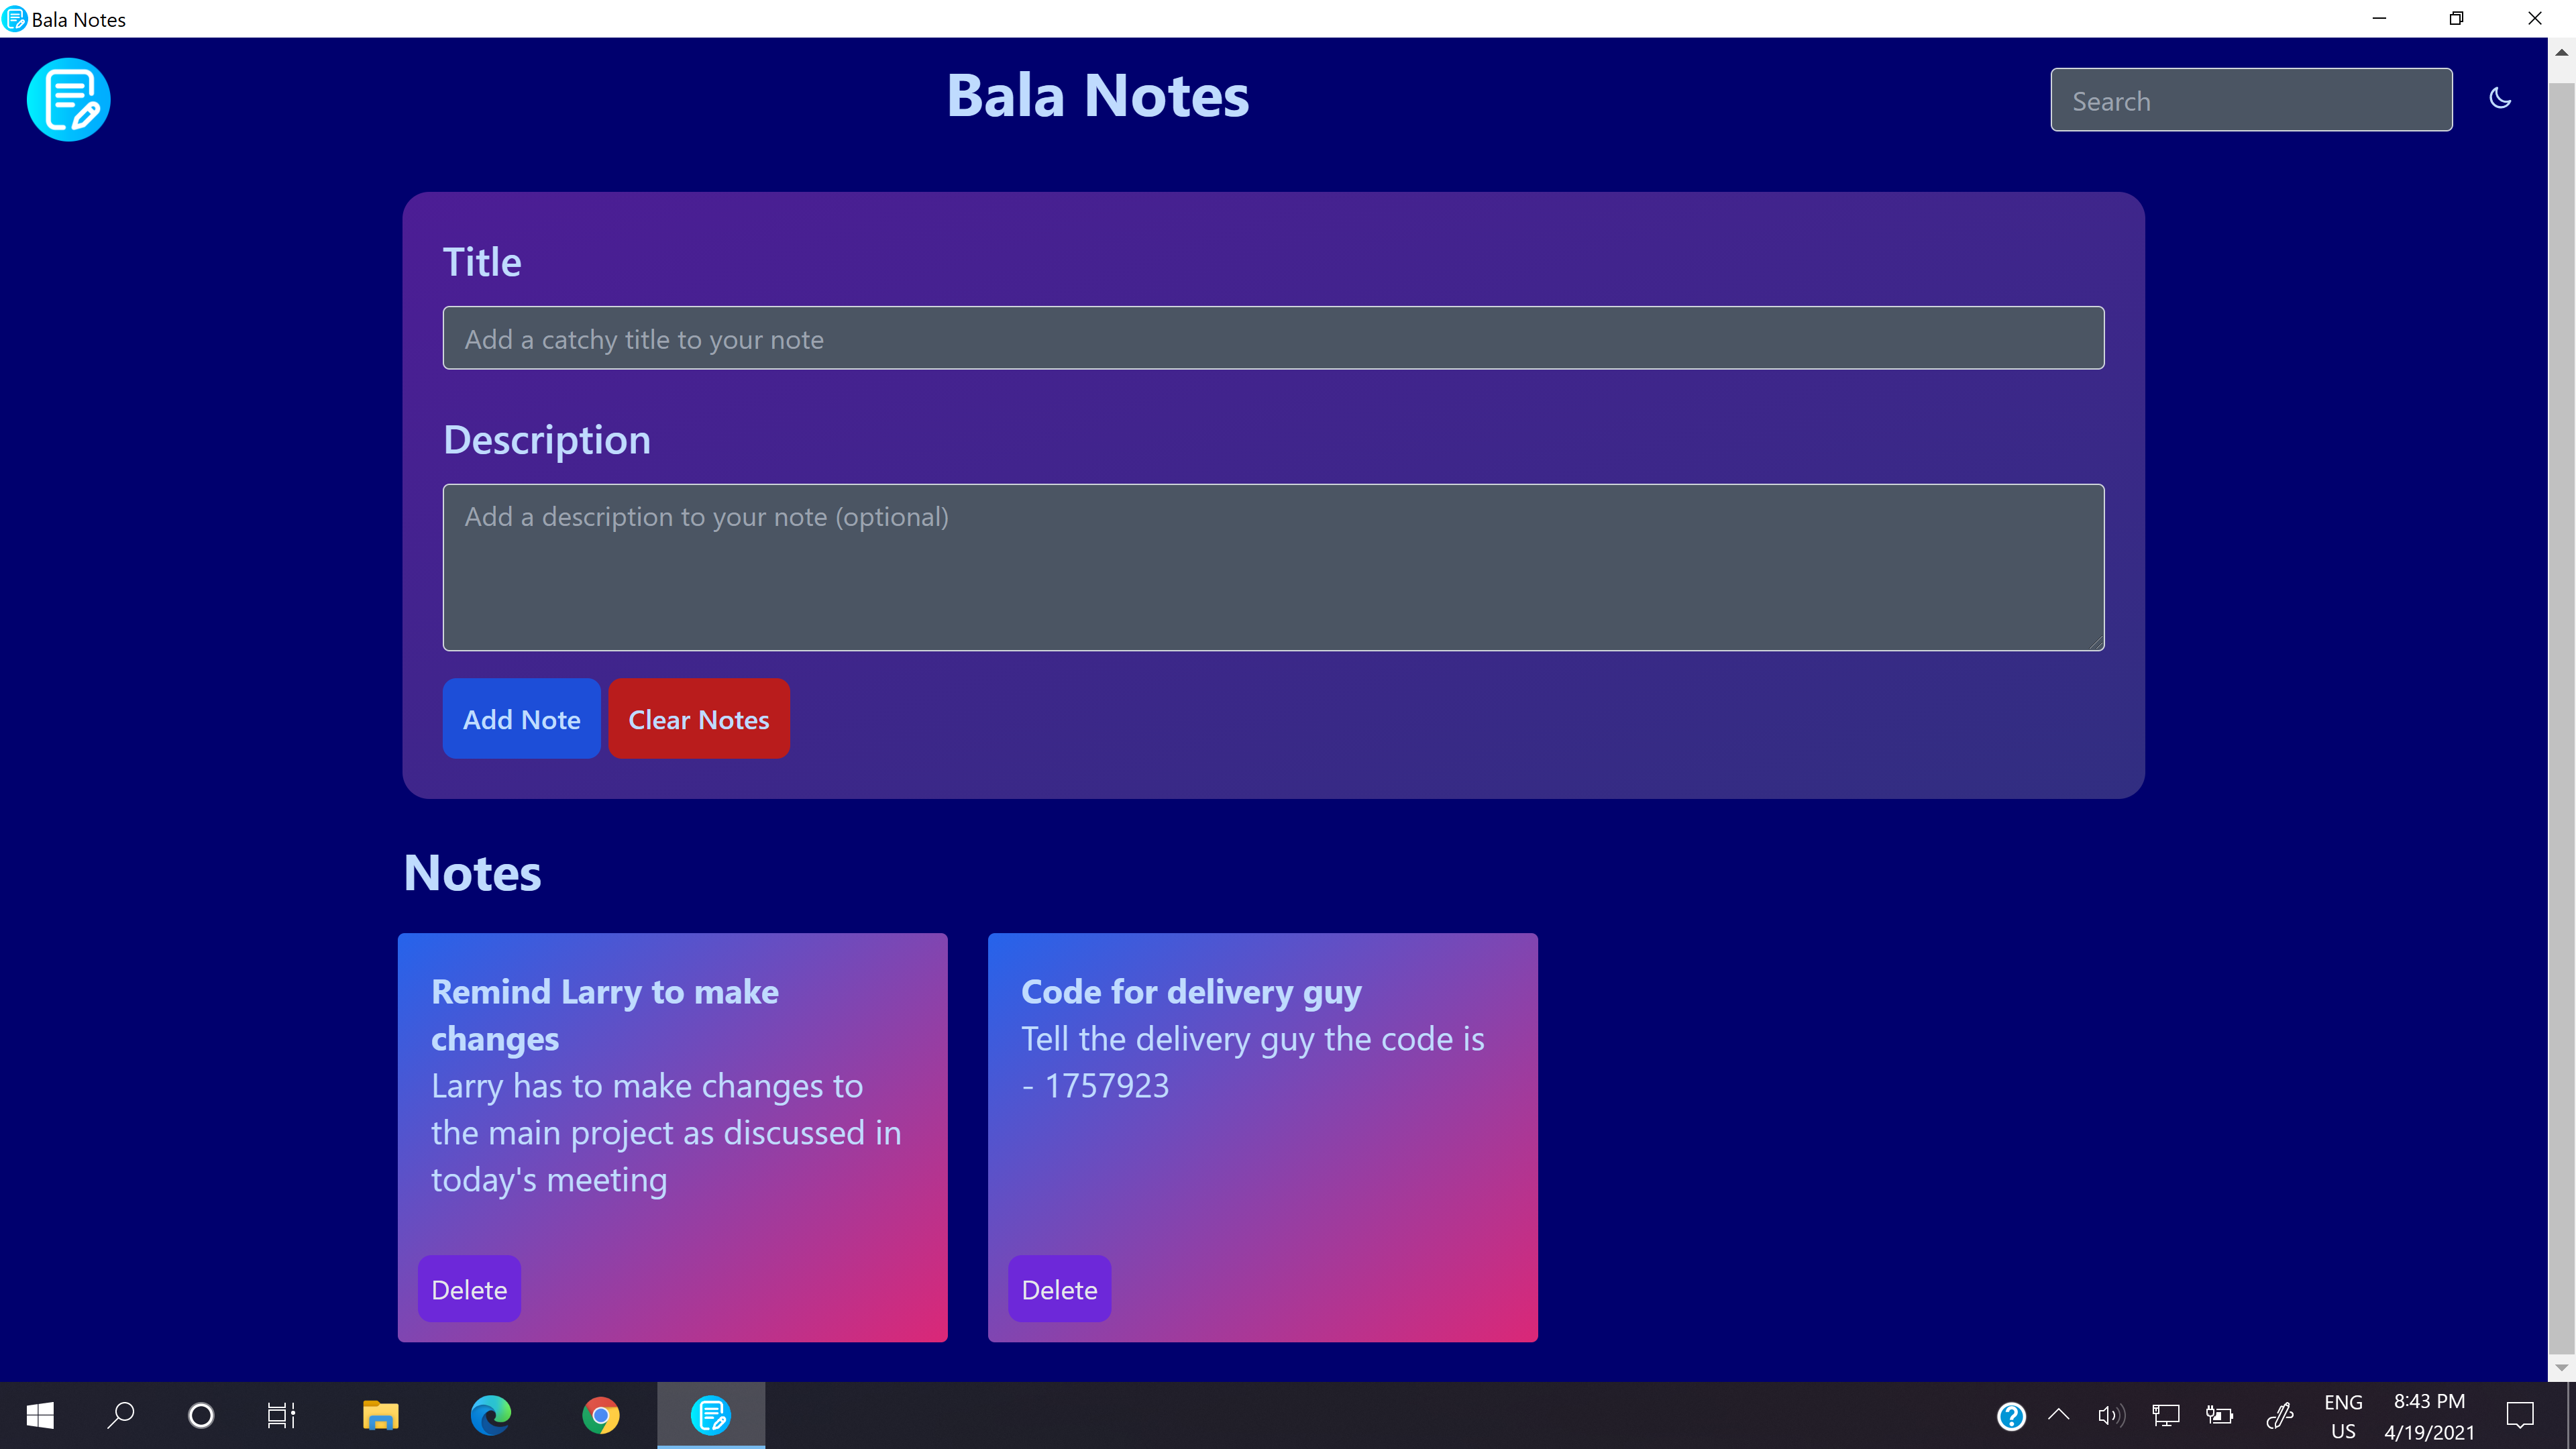 Bala Notes
Bala Notes
Search
Title
Add a catchy title to your note
Description
Add a description to your note (optional)
Add Note
Clear Notes
Notes
Remind Larry to make
changes
Larry has to make changes to
the main project as discussed in
today's meeting
Delete
Code for delivery guy
Tell the delivery guy the code is
- 1757923
Delete
ENG
US
8:43 PM
4/19/2021